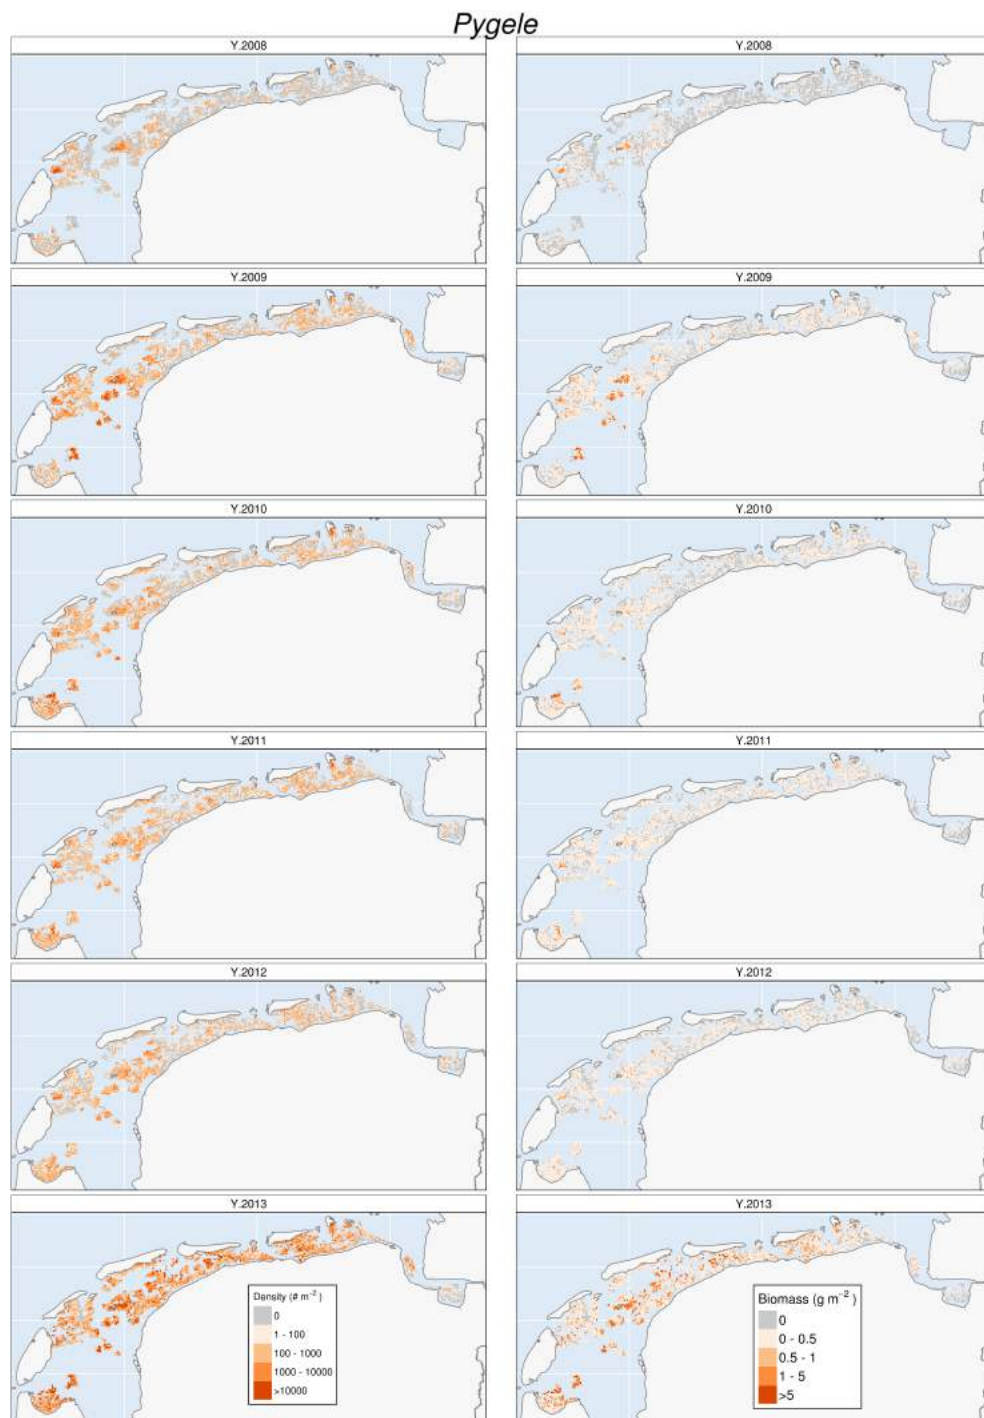 Pygele
Y.2008
Y.2008
Y.2009
Y.2009
Y.2010
Y.2010
Y.2011
Y.2011
Y.2012
Y.2012
Y.2013
Y.2013
Density (# m⁻²)
0
1 - 100
100 - 1000
1000 - 10000
>10000
Biomass (g m⁻²)
0
0 - 0.5
0.5 - 1
1 - 5
>5